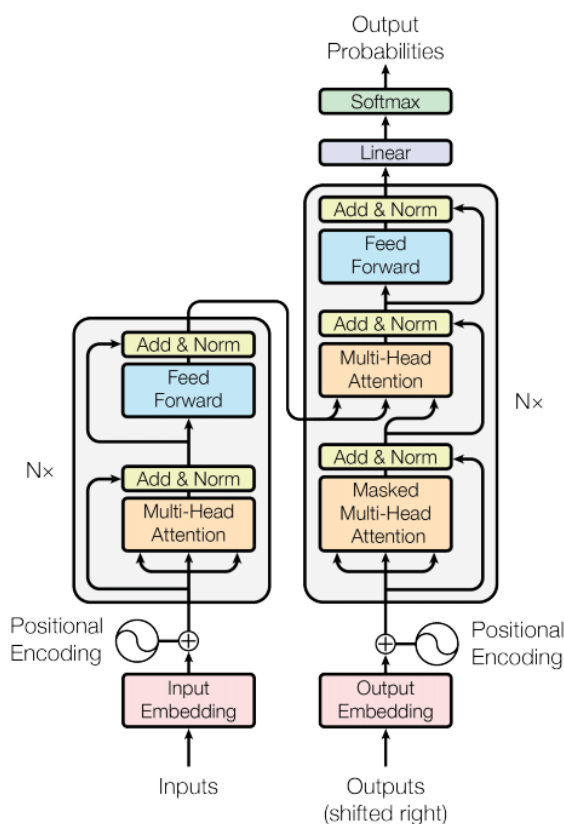 Output
Probabilities
Softmax
Linear
Add & Norm
Feed
Forward
Add & Norm
Multi-Head
Attention
Add & Norm
Masked
Multi-Head
Attention
N×
Add & Norm
Feed
Forward
Add & Norm
Multi-Head
Attention
N×
Positional
Encoding
Positional
Encoding
Input
Embedding
Output
Embedding
Inputs
Outputs
(shifted right)